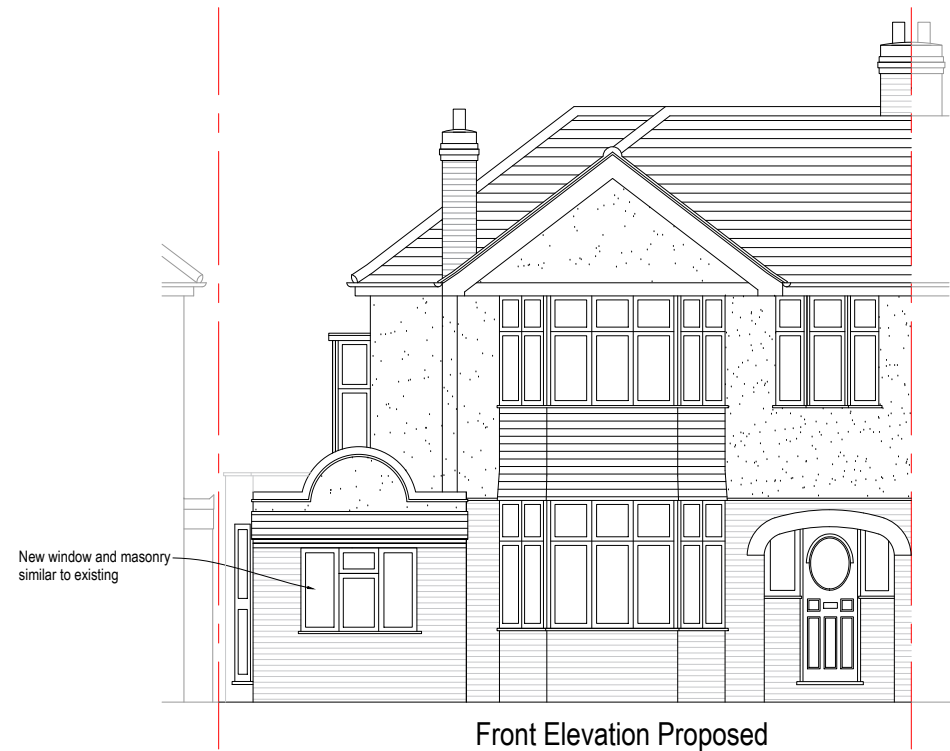 New window and masonry
similar to existing
Front Elevation Proposed